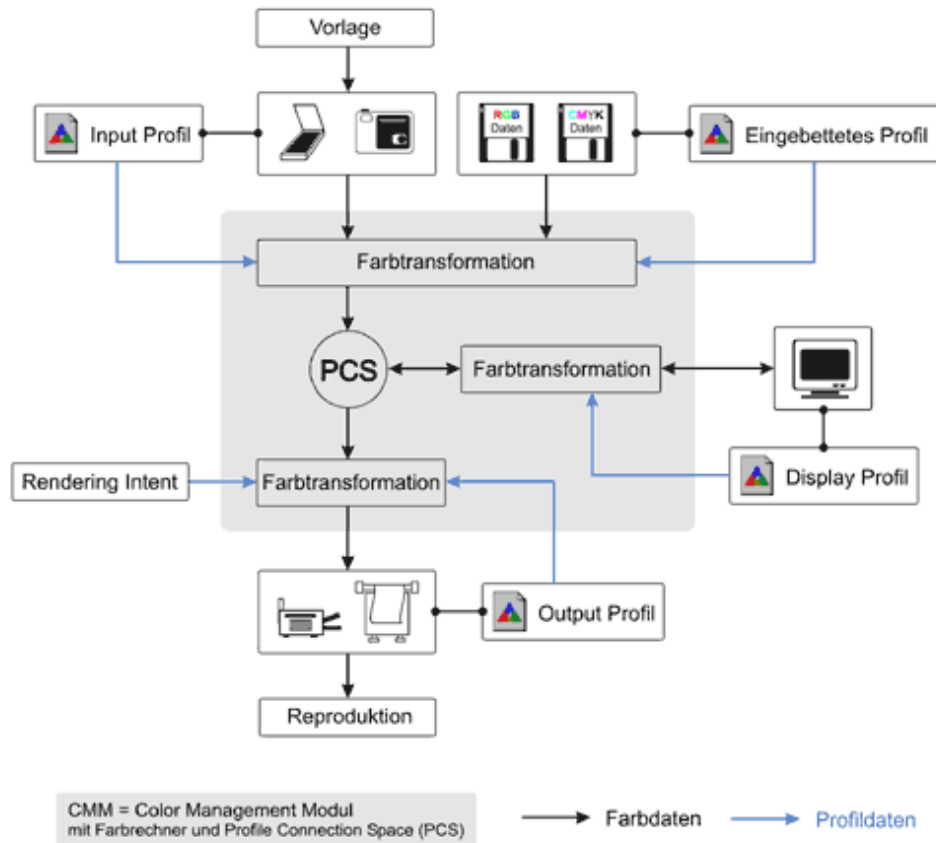 Vorlage
Input Profil
RGB
Daten
CMYK
Daten
Eingebettetes Profil
Farbtransformation
PCS
Farbtransformation
Rendering Intent
Farbtransformation
Display Profil
Output Profil
Reproduktion
CMM = Color Management Modul
mit Farbrechner und Profile Connection Space (PCS)
Farbdaten
Profildaten